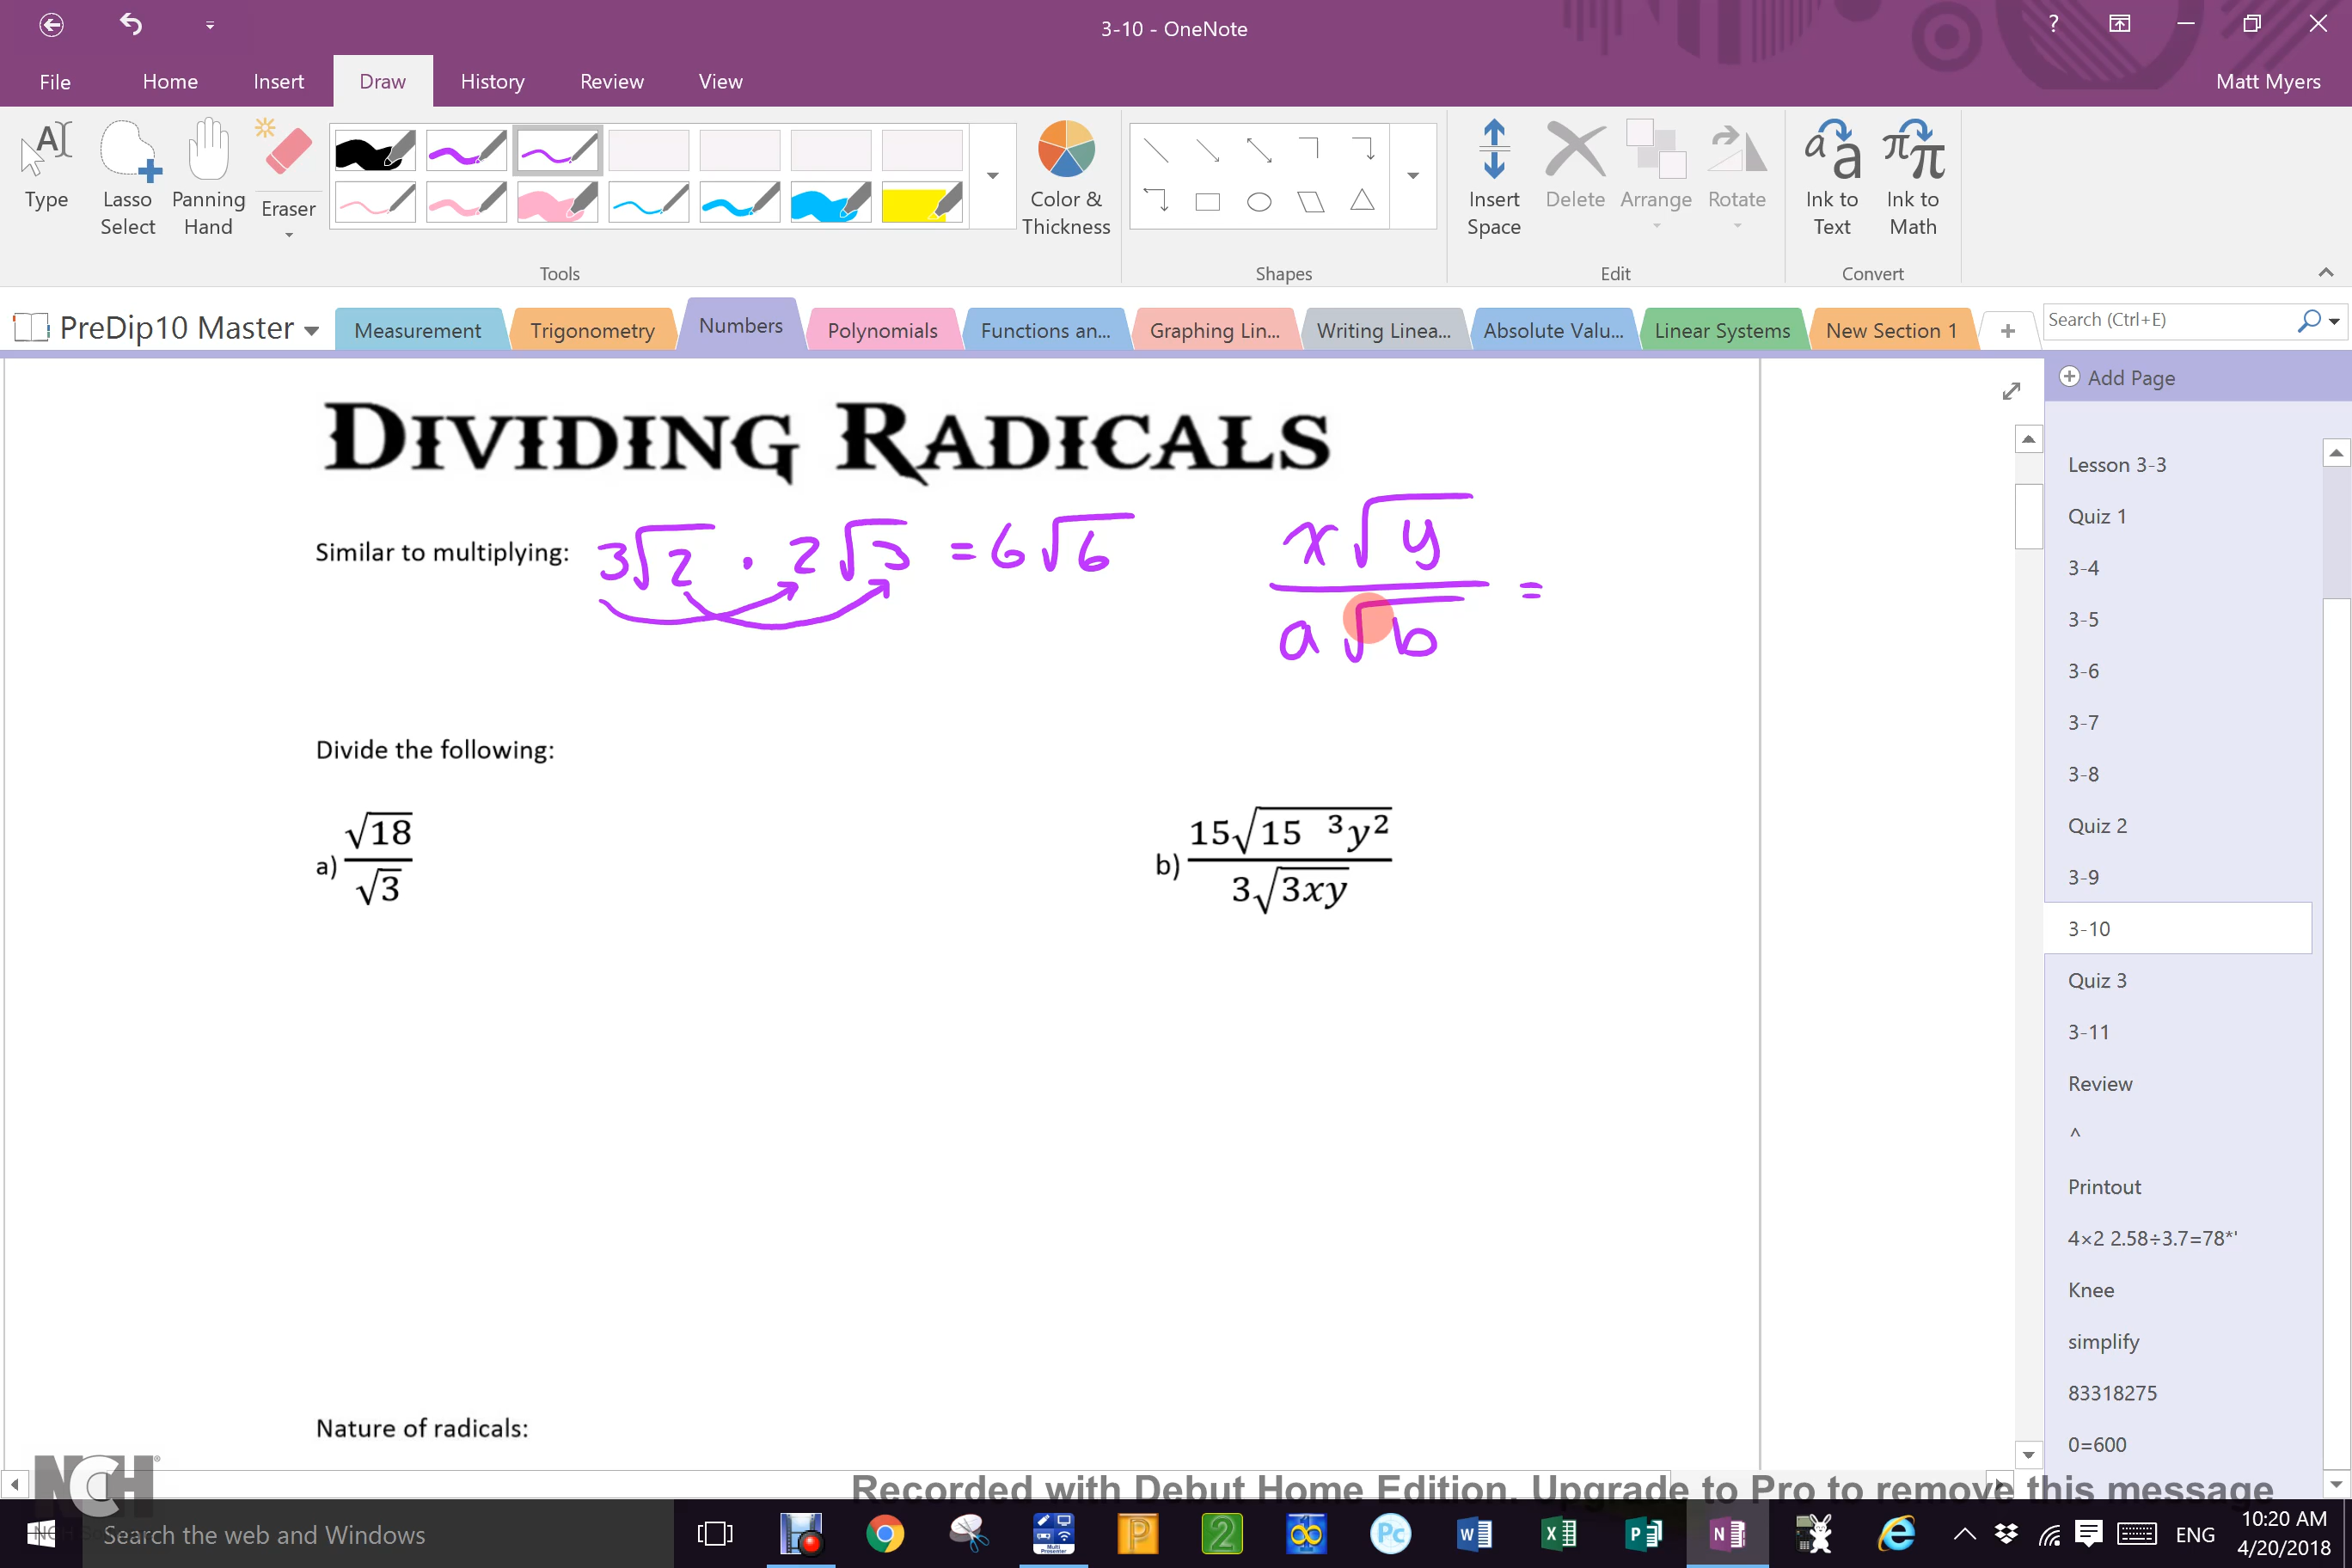 3-10 - OneNote
?
File Home Insert Draw History Review View Matt Myers
Type
Lasso Select
Panning Hand
Eraser
Color & Thickness
Insert Space
Delete
Arrange
Rotate
Ink to Text
Ink to Math
Tools Shapes Edit Convert
PreDip10 Master Measurement Trigonometry Numbers Polynomials Functions an... Graphing Lin... Writing Linea... Absolute Valu... Linear Systems New Section 1 + Search (Ctrl+E)
DIVIDING RADICALS
Similar to multiplying: 3√2 · 2√3 = 6√6
x√y / a√b =
Divide the following:
a) √18 / √3
b) 15√15 ³y² / 3√3xy
Nature of radicals:
Add Page
Lesson 3-3
Quiz 1
3-4
3-5
3-6
3-7
3-8
Quiz 2
3-9
3-10
Quiz 3
3-11
Review
^
Printout
4×2 2.58÷3.7=78*'
Knee
simplify
83318275
0=600
NCH
Recorded with Debut Home Edition. Upgrade to Pro to remove this message
Search the web and Windows
ENG
10:20 AM
4/20/2018